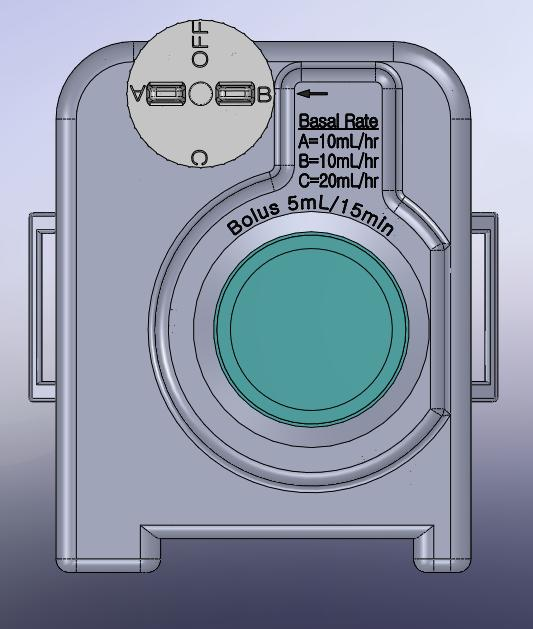 OFF
A
B
C
Basal Rate
A=10mL/hr
B=10mL/hr
C=20mL/hr
Bolus 5mL/15min